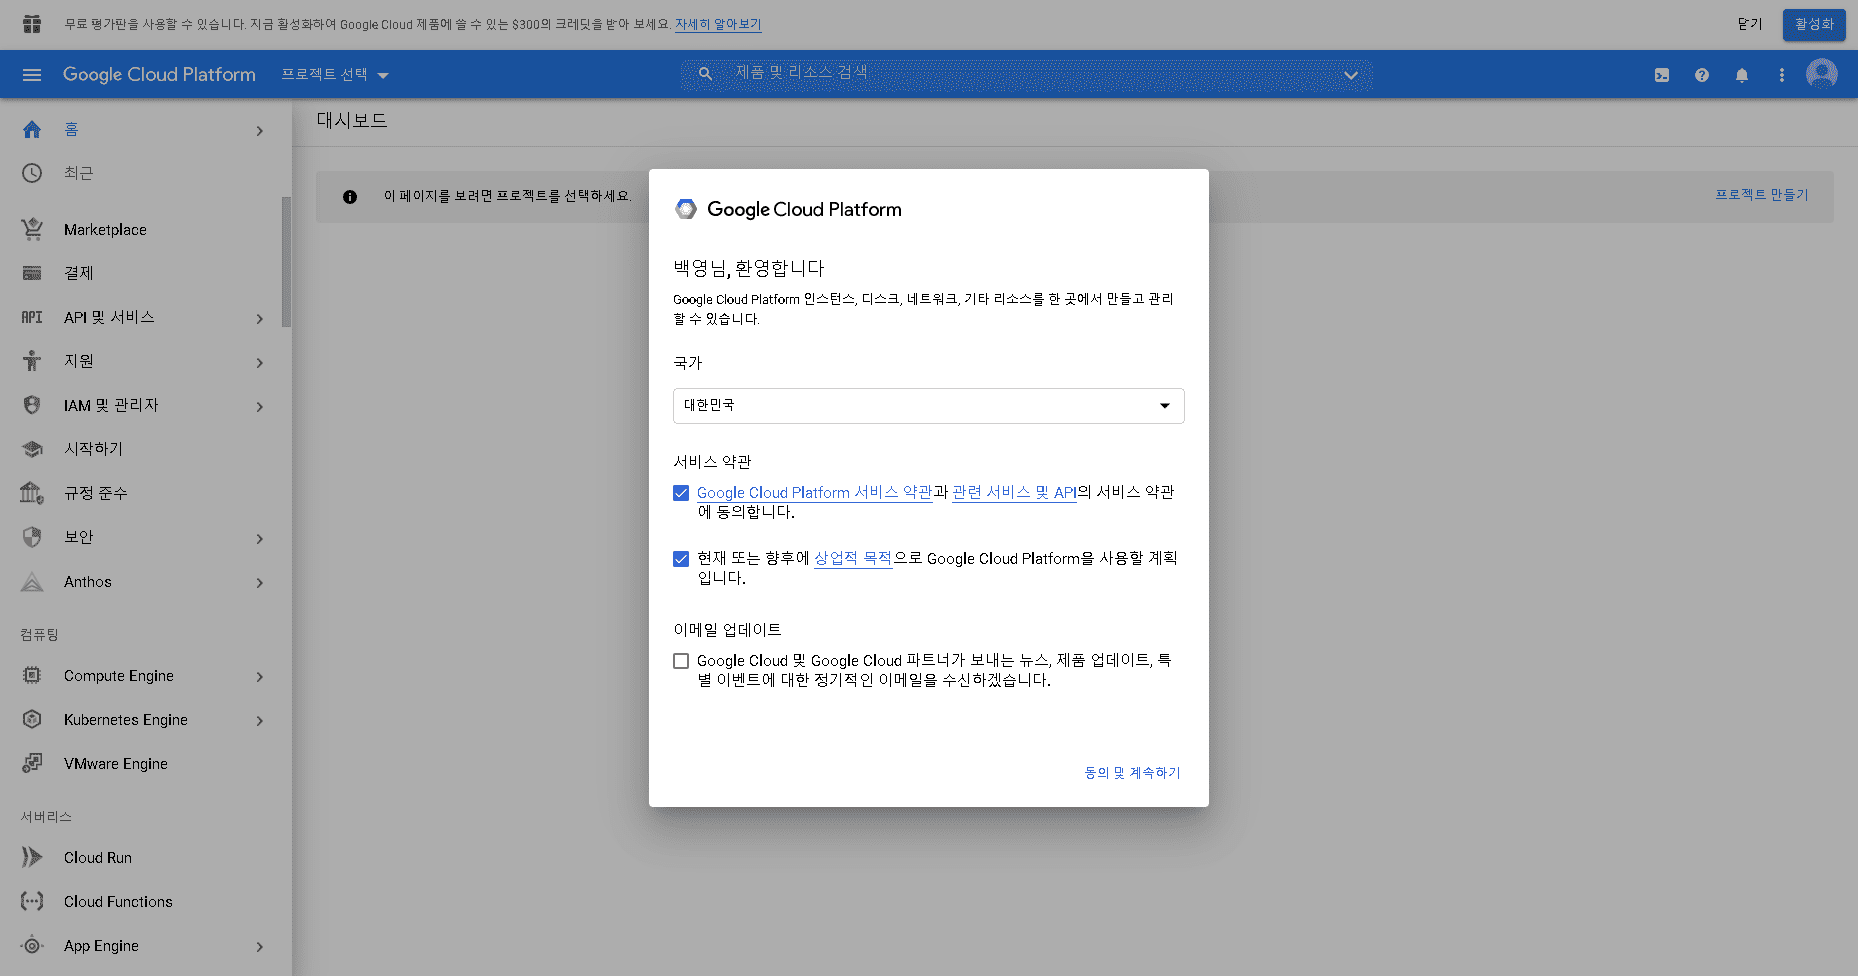 무료 평가판을 사용할 수 있습니다. 지금 활성화하여 Google Cloud 제품에 쓸 수 있는 $300의 크레딧을 받아 보세요. 자세히 알아보기
닫기
활성화
Google Cloud Platform
프로젝트 선택
제품 및 리소스 검색
홈
최근
Marketplace
결제
API API 및 서비스
지원
IAM 및 관리자
시작하기
규정 준수
보안
Anthos
컴퓨팅
Compute Engine
Kubernetes Engine
VMware Engine
서버리스
Cloud Run
Cloud Functions
App Engine
대시보드
이 페이지를 보려면 프로젝트를 선택하세요.
프로젝트 만들기
Google Cloud Platform
백영님, 환영합니다
Google Cloud Platform 인스턴스, 디스크, 네트워크, 기타 리소스를 한 곳에서 만들고 관리
할 수 있습니다.
국가
대한민국
서비스 약관
Google Cloud Platform 서비스 약관과 관련 서비스 및 API의 서비스 약관
에 동의합니다.
현재 또는 향후에 상업적 목적으로 Google Cloud Platform을 사용할 계획
입니다.
이메일 업데이트
Google Cloud 및 Google Cloud 파트너가 보내는 뉴스, 제품 업데이트, 특
별 이벤트에 대한 정기적인 이메일을 수신하겠습니다.
동의 및 계속하기